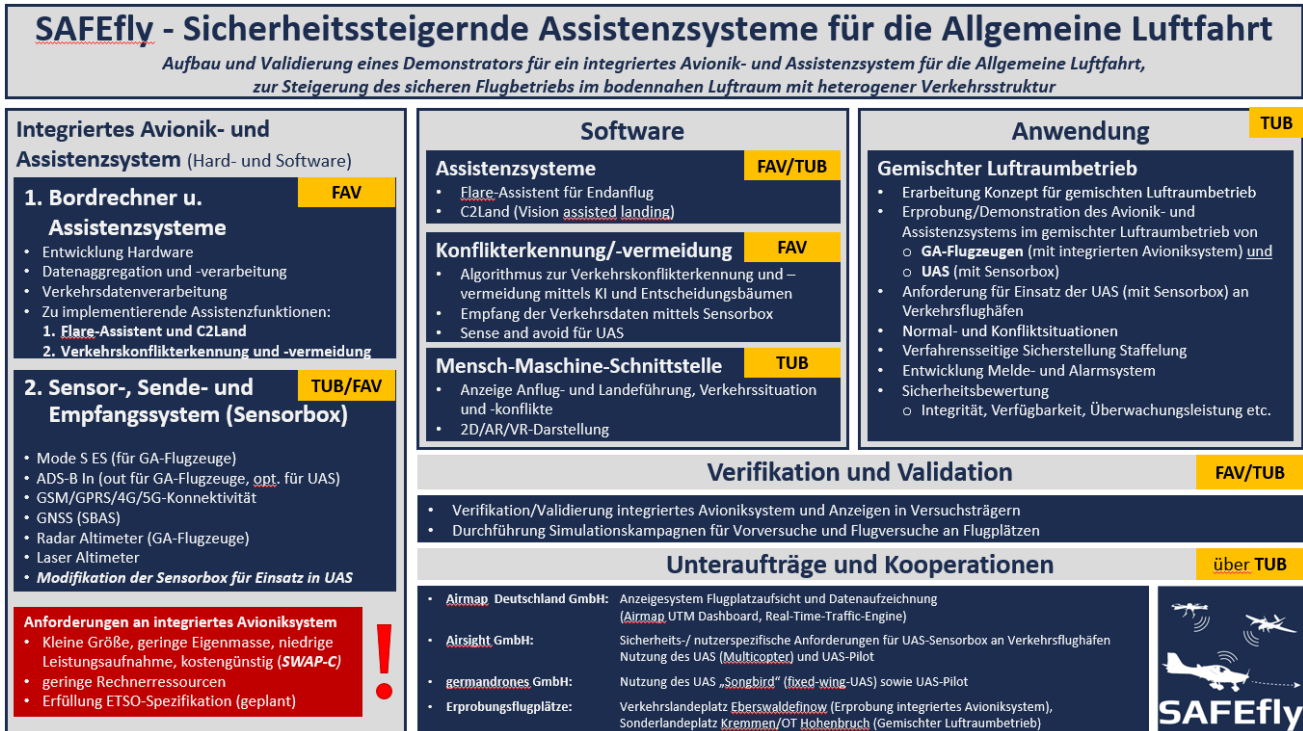 SAFEfly - Sicherheitssteigernde Assistenzsysteme für die Allgemeine Luftfahrt
Aufbau und Validierung eines Demonstrators für ein integriertes Avionik- und Assistenzsystem für die Allgemeine Luftfahrt,
zur Steigerung des sicheren Flugbetriebs im bodennahen Luftraum mit heterogener Verkehrsstruktur
Integriertes Avionik- und
Assistenzsystem (Hard- und Software)
1. Bordrechner u.
Assistenzsysteme
FAV
• Entwicklung Hardware
• Datenaggregation und -verarbeitung
• Verkehrsdatenverarbeitung
• Zu implementierende Assistenzfunktionen:
1. Flare-Assistent und C2Land
2. Verkehrskonflikterkennung und -vermeidung
2. Sensor-, Sende- und
Empfangssystem (Sensorbox)
TUB/FAV
• Mode S ES (für GA-Flugzeuge)
• ADS-B In (out für GA-Flugzeuge, opt. für UAS)
• GSM/GPRS/4G/5G-Konnektivität
• GNSS (SBAS)
• Radar Altimeter (GA-Flugzeuge)
• Laser Altimeter
• Modifikation der Sensorbox für Einsatz in UAS
Anforderungen an integriertes Avioniksystem
• Kleine Größe, geringe Eigenmasse, niedrige
Leistungsaufnahme, kostengünstig (SWAP-C)
• geringe Rechnerressourcen
• Erfüllung ETSO-Spezifikation (geplant)
!
Software
Assistenzsysteme
FAV/TUB
• Flare-Assistent für Endanflug
• C2Land (Vision assisted landing)
Konflikterkennung/-vermeidung
FAV
• Algorithmus zur Verkehrskonflikterkennung und –
vermeidung mittels KI und Entscheidungsbäumen
• Empfang der Verkehrsdaten mittels Sensorbox
• Sense and avoid für UAS
Mensch-Maschine-Schnittstelle
TUB
• Anzeige Anflug- und Landeführung, Verkehrssituation
und -konflikte
• 2D/AR/VR-Darstellung
Anwendung
TUB
Gemischter Luftraumbetrieb
• Erarbeitung Konzept für gemischten Luftraumbetrieb
• Erprobung/Demonstration des Avionik- und
Assistenzsystems im gemischter Luftraumbetrieb von
o GA-Flugzeugen (mit integrierten Avioniksystem) und
o UAS (mit Sensorbox)
• Anforderung für Einsatz der UAS (mit Sensorbox) an
Verkehrsflughäfen
• Normal- und Konfliktsituationen
• Verfahrensseitige Sicherstellung Staffelung
• Entwicklung Melde- und Alarmsystem
• Sicherheitsbewertung
o Integrität, Verfügbarkeit, Überwachungsleistung etc.
Verifikation und Validation
FAV/TUB
• Verifikation/Validierung integriertes Avioniksystem und Anzeigen in Versuchsträgern
• Durchführung Simulationskampagnen für Vorversuche und Flugversuche an Flugplätzen
Unteraufträge und Kooperationen
über TUB
• Airmap Deutschland GmbH: Anzeigesystem Flugplatzaufsicht und Datenaufzeichnung
(Airmap UTM Dashboard, Real-Time-Traffic-Engine)
• Airsight GmbH: Sicherheits-/ nutzerspezifische Anforderungen für UAS-Sensorbox an Verkehrsflughäfen
Nutzung des UAS (Multicopter) und UAS-Pilot
• germandrones GmbH: Nutzung des UAS „Songbird“ (fixed-wing-UAS) sowie UAS-Pilot
• Erprobungsflugplätze: Verkehrslandeplatz Eberswaldefinow (Erprobung integriertes Avioniksystem),
Sonderlandeplatz Kremmen/OT Hohenbruch (Gemischter Luftraumbetrieb)
SAFEfly